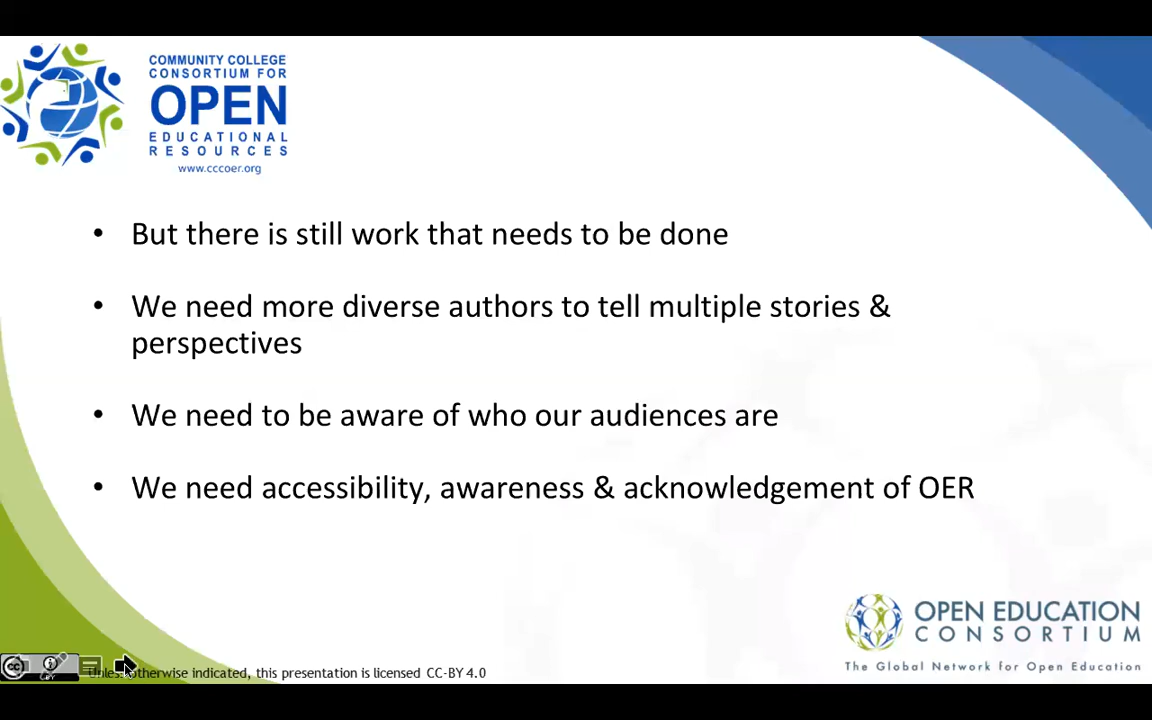 COMMUNITY COLLEGE
CONSORTIUM FOR
OPEN
EDUCATIONAL
RESOURCES
www.cccoer.org
• But there is still work that needs to be done
• We need more diverse authors to tell multiple stories &
perspectives
• We need to be aware of who our audiences are
• We need accessibility, awareness & acknowledgement of OER
OPEN EDUCATION
CONSORTIUM
The Global Network for Open Education
cc
BY
otherwise indicated, this presentation is licensed CC-BY 4.0